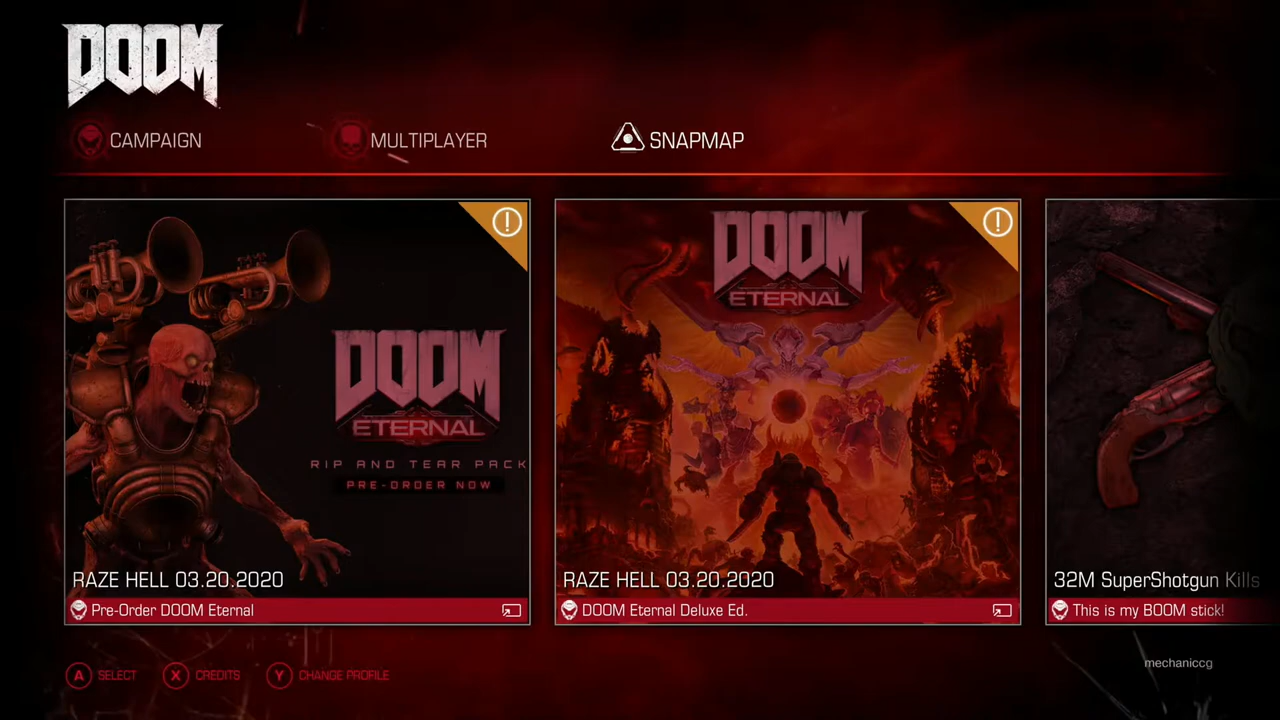 DOOM
CAMPAIGN
MULTIPLAYER
SNAPMAP
DOOM
ETERNAL
RIP AND TEAR PACK
PRE-ORDER NOW
RAZE HELL 03.20.2020
Pre-Order DOOM Eternal
DOOM
ETERNAL
RAZE HELL 03.20.2020
DOOM Eternal Deluxe Ed.
32M SuperShotgun Kills
This is my BOOM stick!
A SELECT
X CREDITS
Y CHANGE PROFILE
mechaniccg